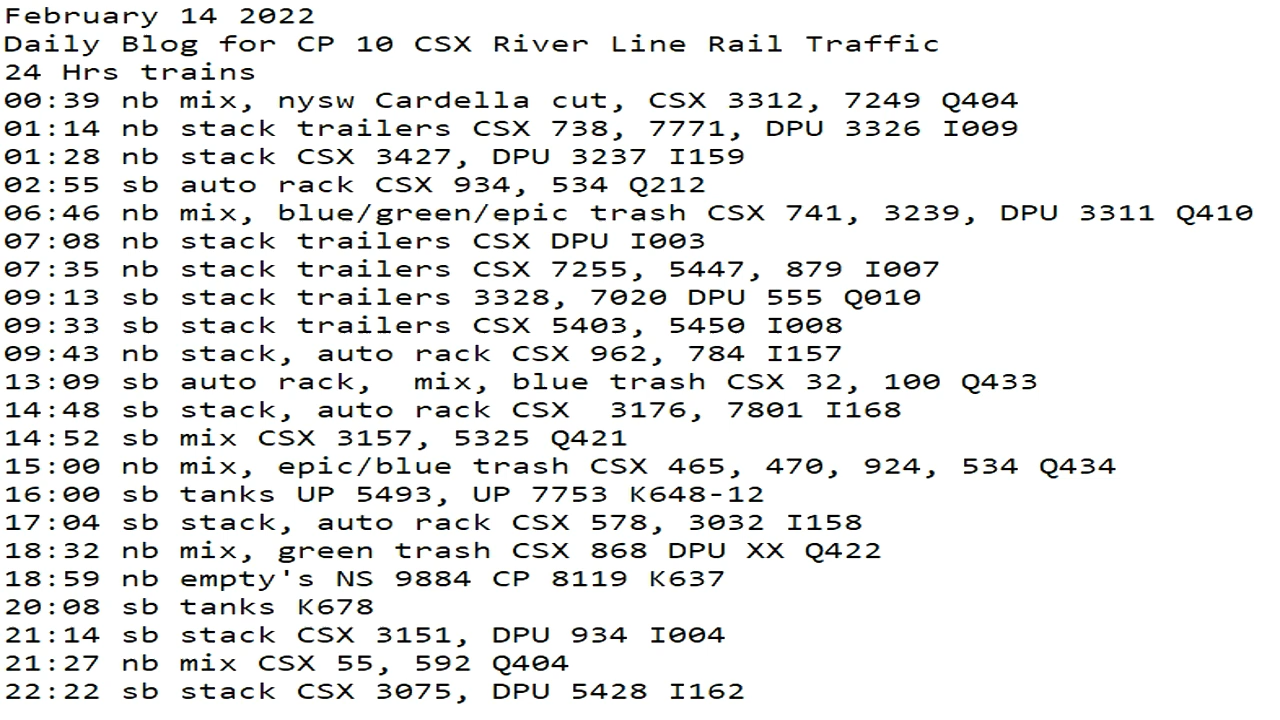 February 14 2022
Daily Blog for CP 10 CSX River Line Rail Traffic
24 Hrs trains
00:39 nb mix, nysw Cardella cut, CSX 3312, 7249 Q404
01:14 nb stack trailers CSX 738, 7771, DPU 3326 I009
01:28 nb stack CSX 3427, DPU 3237 I159
02:55 sb auto rack CSX 934, 534 Q212
06:46 nb mix, blue/green/epic trash CSX 741, 3239, DPU 3311 Q410
07:08 nb stack trailers CSX DPU I003
07:35 nb stack trailers CSX 7255, 5447, 879 I007
09:13 sb stack trailers 3328, 7020 DPU 555 Q010
09:33 sb stack trailers CSX 5403, 5450 I008
09:43 nb stack, auto rack CSX 962, 784 I157
13:09 sb auto rack,  mix, blue trash CSX 32, 100 Q433
14:48 sb stack, auto rack CSX  3176, 7801 I168
14:52 sb mix CSX 3157, 5325 Q421
15:00 nb mix, epic/blue trash CSX 465, 470, 924, 534 Q434
16:00 sb tanks UP 5493, UP 7753 K648-12
17:04 sb stack, auto rack CSX 578, 3032 I158
18:32 nb mix, green trash CSX 868 DPU XX Q422
18:59 nb empty's NS 9884 CP 8119 K637
20:08 sb tanks K678
21:14 sb stack CSX 3151, DPU 934 I004
21:27 nb mix CSX 55, 592 Q404
22:22 sb stack CSX 3075, DPU 5428 I162